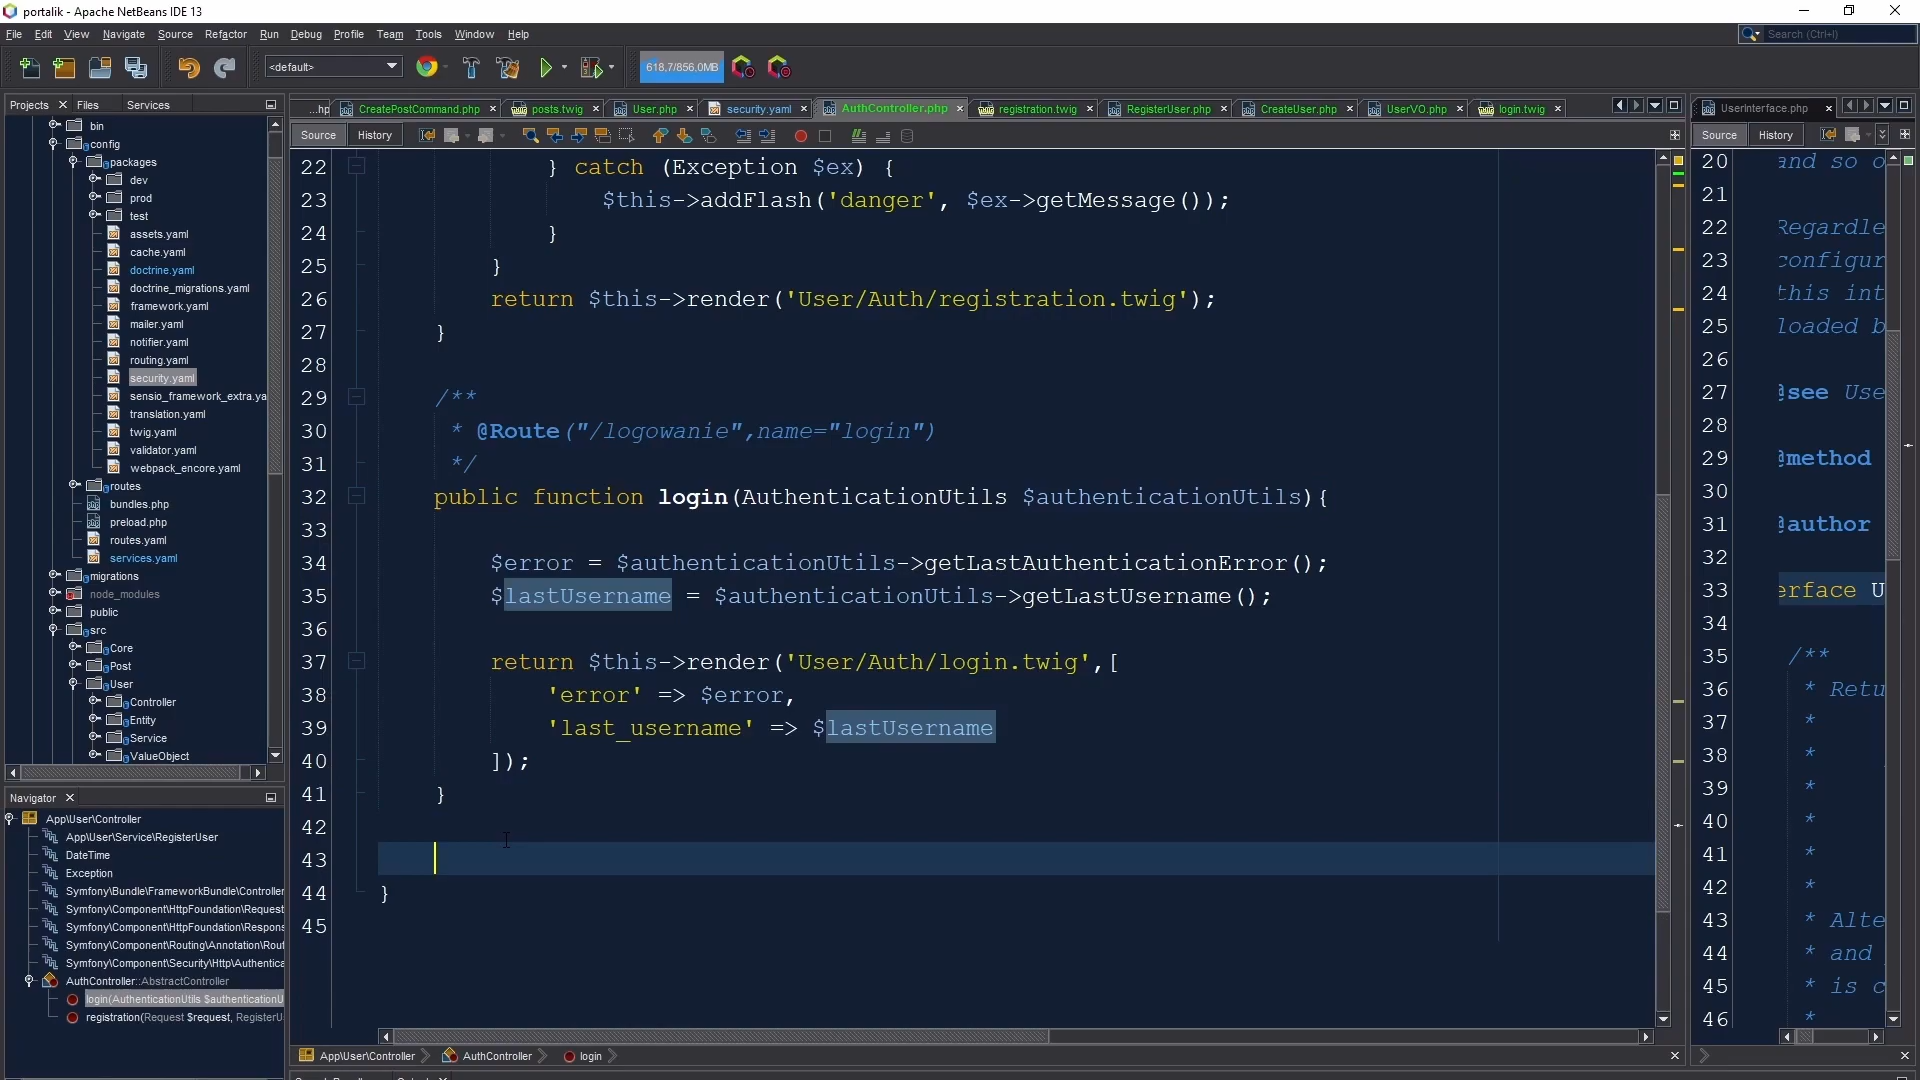 portalik - Apache NetBeans IDE 13
File Edit View Navigate Source Refactor Run Debug Profile Team Tools Window Help
Search (Ctrl+I)
<default>
618,7/856,0MB
Projects Files Services
...hp CreatePostCommand.php posts.twig User.php security.yaml AuthController.php registration.twig RegisterUser.php CreateUser.php UserVO.php login.twig
UserInterface.php
Source History
Source History
bin
config
packages
dev
prod
test
assets.yaml
cache.yaml
doctrine.yaml
doctrine_migrations.yaml
framework.yaml
mailer.yaml
notifier.yaml
routing.yaml
security.yaml
sensio_framework_extra.ya
translation.yaml
twig.yaml
validator.yaml
webpack_encore.yaml
routes
bundles.php
preload.php
routes.yaml
services.yaml
migrations
node_modules
public
src
Core
Post
User
Controller
Entity
Service
ValueObject
Navigator
App\User\Controller
App\User\Service\RegisterUser
DateTime
Exception
Symfony\Bundle\FrameworkBundle\Controller
Symfony\Component\HttpFoundation\Request
Symfony\Component\HttpFoundation\Respons
Symfony\Component\Routing\Annotation\Rout
Symfony\Component\Security\Http\Authentica
AuthController::AbstractController
login(AuthenticationUtils $authenticationU
registration(Request $request, RegisterU
22 } catch (Exception $ex) {
23 $this->addFlash('danger', $ex->getMessage());
24 }
25 }
26 return $this->render('User/Auth/registration.twig');
27 }
28
29 /**
30 * @Route("/logowanie",name="login")
31 */
32 public function login(AuthenticationUtils $authenticationUtils){
33
34 $error = $authenticationUtils->getLastAuthenticationError();
35 $lastUsername = $authenticationUtils->getLastUsername();
36
37 return $this->render('User/Auth/login.twig',[
38 'error' => $error,
39 'last_username' => $lastUsername
40 ]);
41 }
42
43
44 }
45
App\User\Controller AuthController login
20 and so o
21
22 Regardle
23 configur
24 this int
25 loaded b
26
27 @see Use
28
29 @method
30
31 @author
32
33 erface U
34
35 /**
36 * Retu
37 *
38 *
39 *
40 *
41 *
42 *
43 * Alte
44 * and
45 * is c
46 *